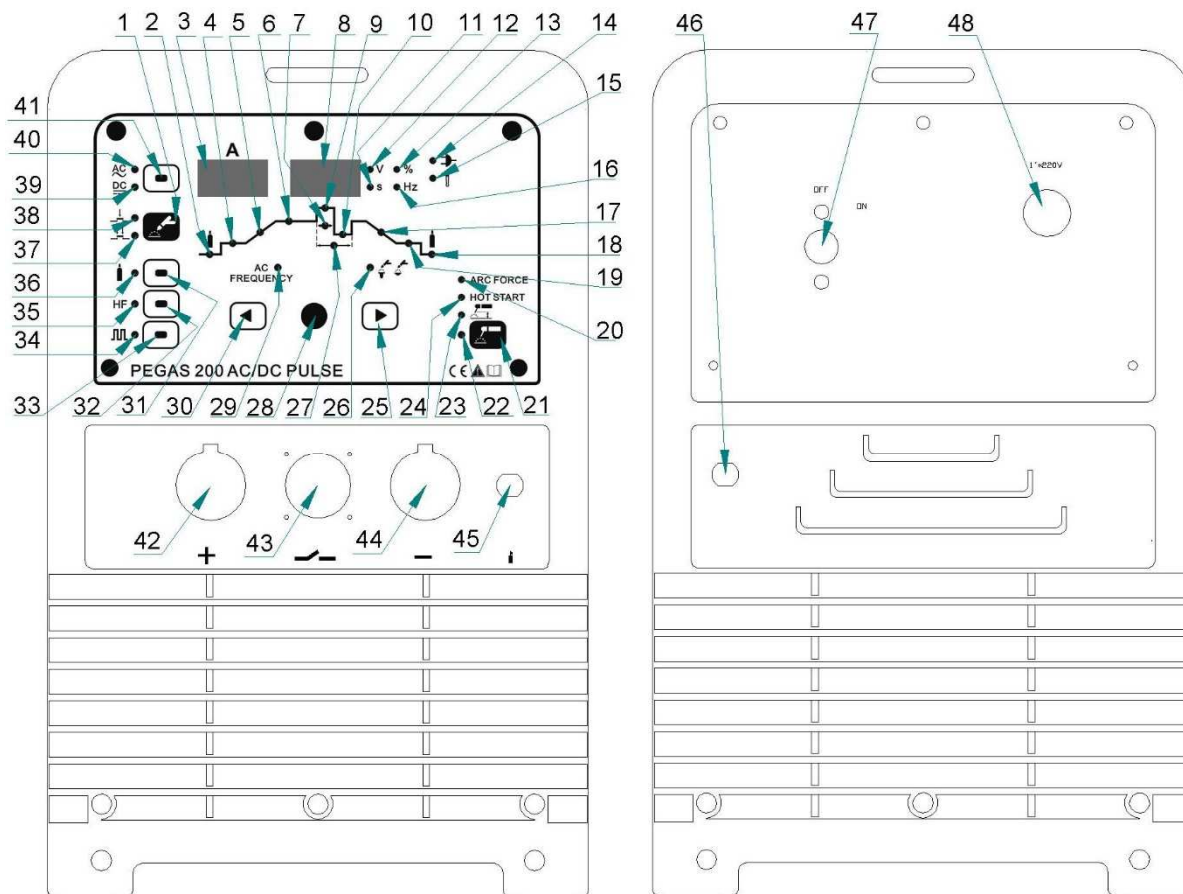 1 2 3 4 5 6 7 8 9 10 11 12 13 14
15
16
17
18
19
20
41
40
39
38
37
36
35
34
A
AC
DC
V
%
s
Hz
AC
FREQUENCY
HF
ARC FORCE
HOT START
PEGAS 200 AC/DC PULSE
CE
33 32 31 30 29 28 27 26 25 24 23 22 21
42 43 44 45
+ −
46 47 48
OFF
ON
1~220V